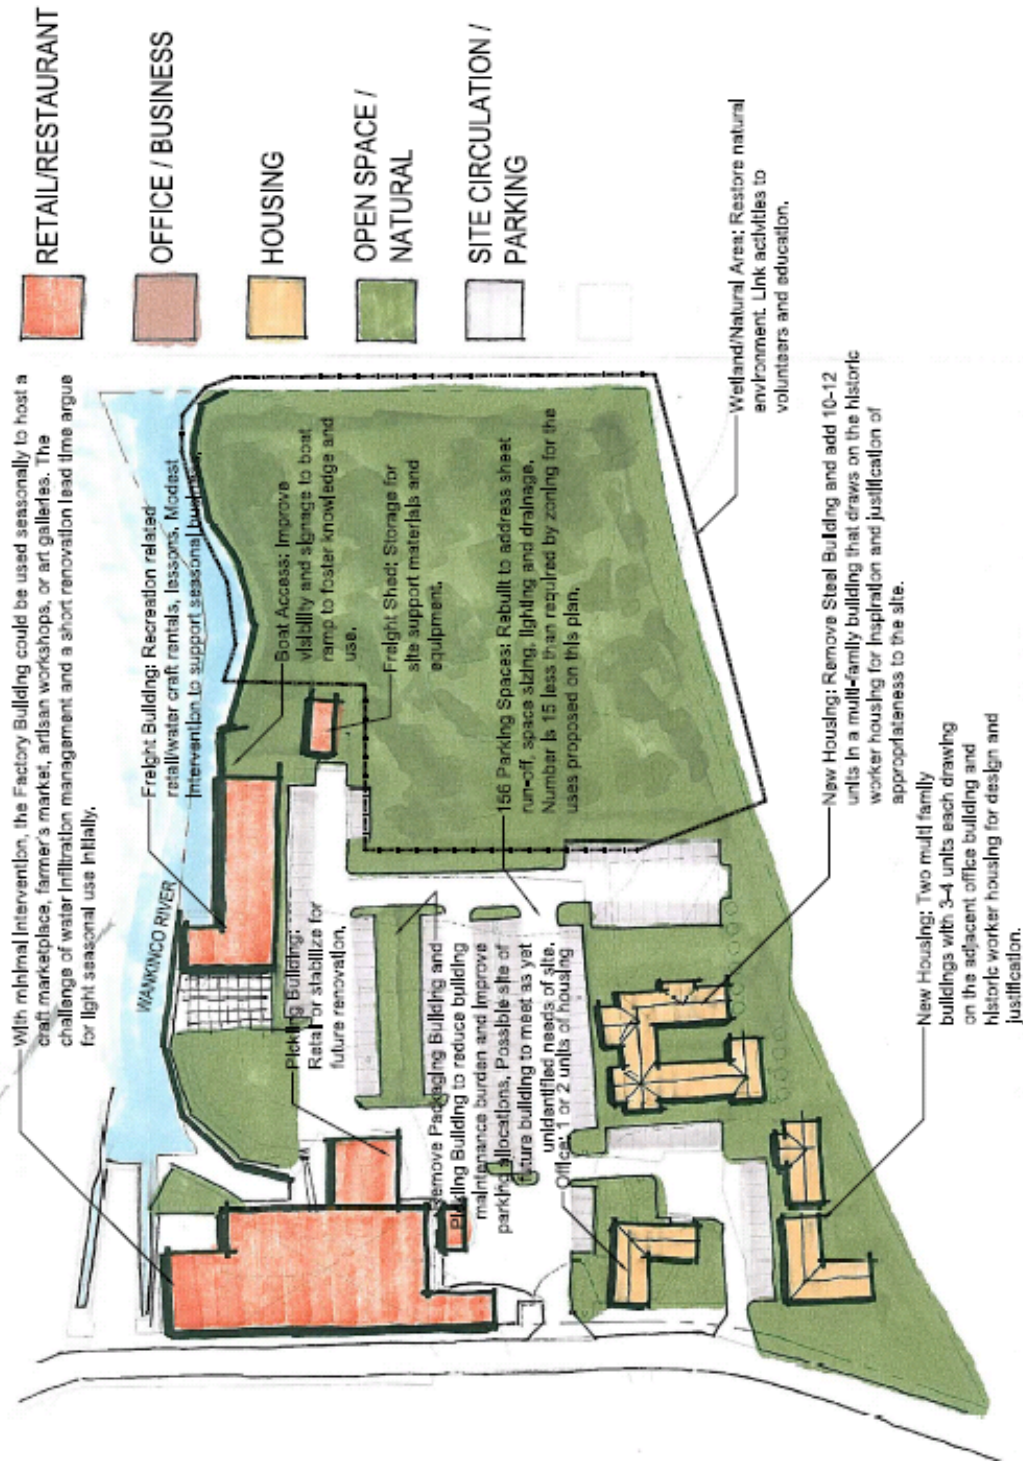 With minimal intervention, the Factory Building could be used seasonally to host a
craft marketplace, farmer's market, artisan workshops, or art galleries. The
challenge of water infiltration management and a short renovation lead time argue
for light seasonal use initially.
RETAIL/RESTAURANT
OFFICE / BUSINESS
HOUSING
OPEN SPACE /
NATURAL
SITE CIRCULATION /
PARKING
WANKINCO RIVER
Freight Building: Recreation related
retail/water craft rentals, lessons. Modest
intervention to support seasonal business.
Boat Access: Improve
visibility and signage to boat
ramp to foster knowledge and
use.
Freight Shed: Storage for
site support materials and
equipment.
Pickling Building:
Retail or stabilize for
future renovation.
Remove Packaging Building and
Pickling Building to reduce building
maintenance burden and improve
parking allocations. Possible site of
future building to meet as yet
unidentified needs of site.
Office: 1 or 2 units of housing
156 Parking Spaces: Rebuilt to address sheet
run-off, space sizing, lighting and drainage.
Number is 15 less than required by zoning for the
uses proposed on this plan.
Wetland/Natural Area: Restore natural
environment. Link activities to
volunteers and education.
New Housing: Remove Steel Building and add 10-12
units in a multi-family building that draws on the historic
worker housing for inspiration and justification of
appropriateness to the site.
New Housing: Two multi family
buildings with 3-4 units each drawing
on the adjacent office building and
historic worker housing for design and
justification.